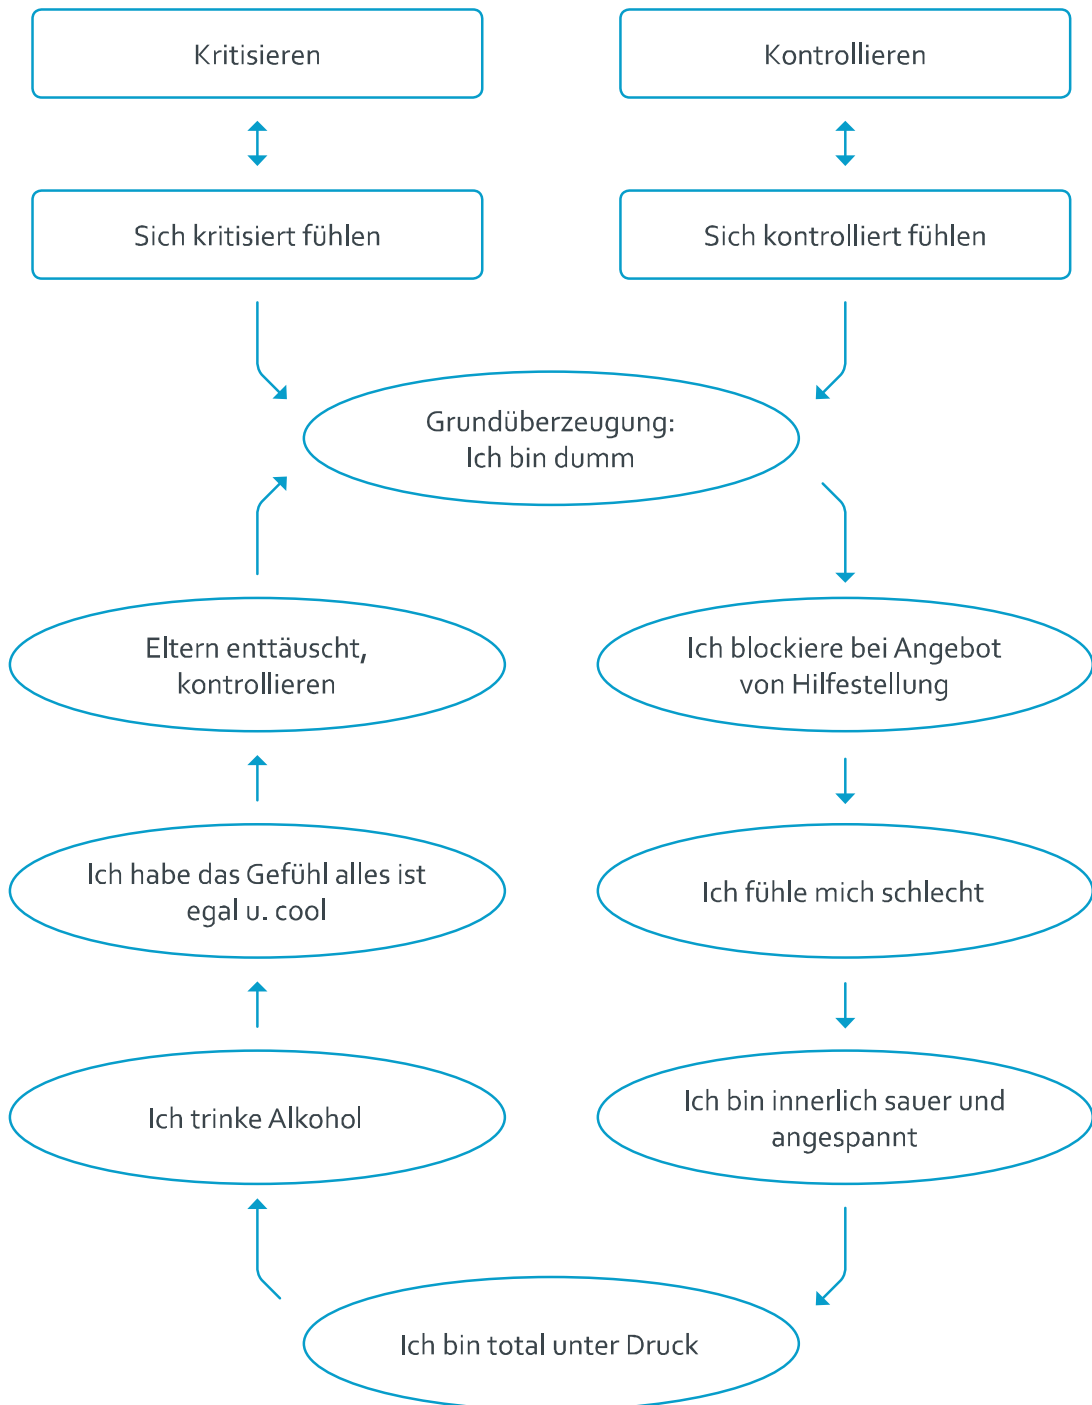 Kritisieren
Kontrollieren
Sich kritisiert fühlen
Sich kontrolliert fühlen
Grundüberzeugung:
Ich bin dumm
Eltern enttäuscht,
kontrollieren
Ich blockiere bei Angebot
von Hilfestellung
Ich habe das Gefühl alles ist
egal u. cool
Ich fühle mich schlecht
Ich trinke Alkohol
Ich bin innerlich sauer und
angespannt
Ich bin total unter Druck